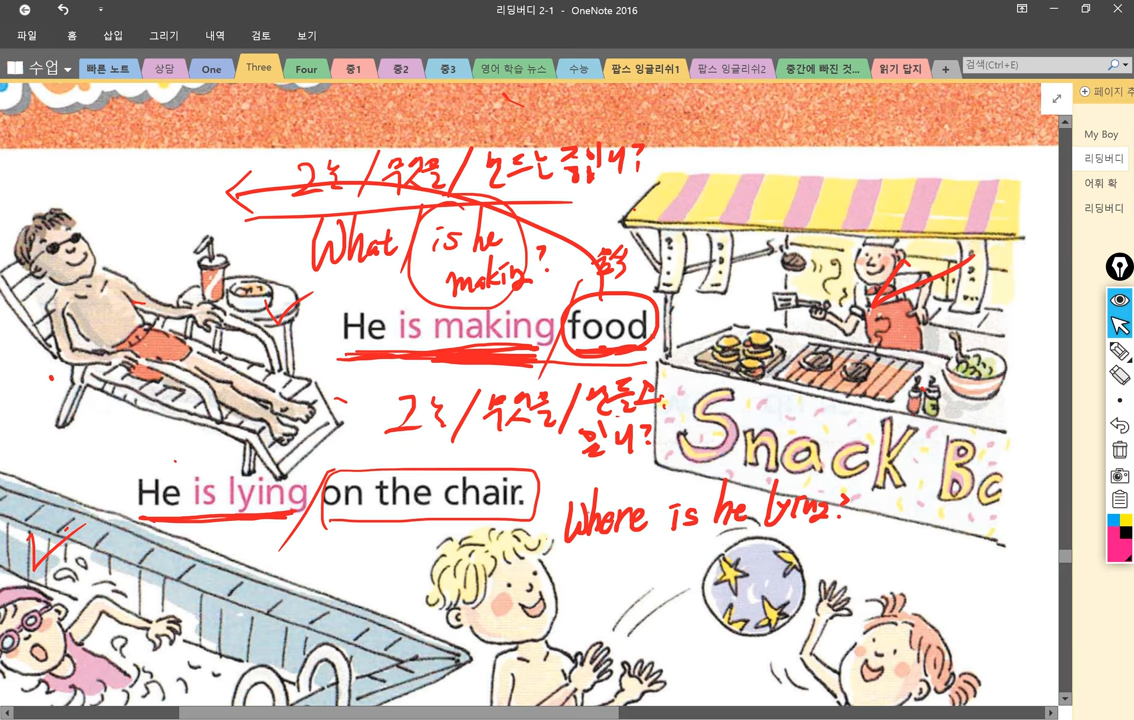 리딩버디 2-1 - OneNote 2016
파일 홈 삽입 그리기 내역 검토 보기
수업 빠른 노트 상담 One Three Four 중1 중2 중3 영어 학습 뉴스 수능 팝스 잉글리쉬1 팝스 잉글리쉬2 중간에 빠진 것... 읽기 답지 + 검색(Ctrl+E)
페이지 추
My Boy
리딩버디
어휘 확
리딩버디
그는 / 무엇을 / 만드는 중입니?
What is he
making?
음식
He is making food
그는 / 무엇을 / 만들고
있니?
Snack Ba
He is lying on the chair.
Where is he lying?